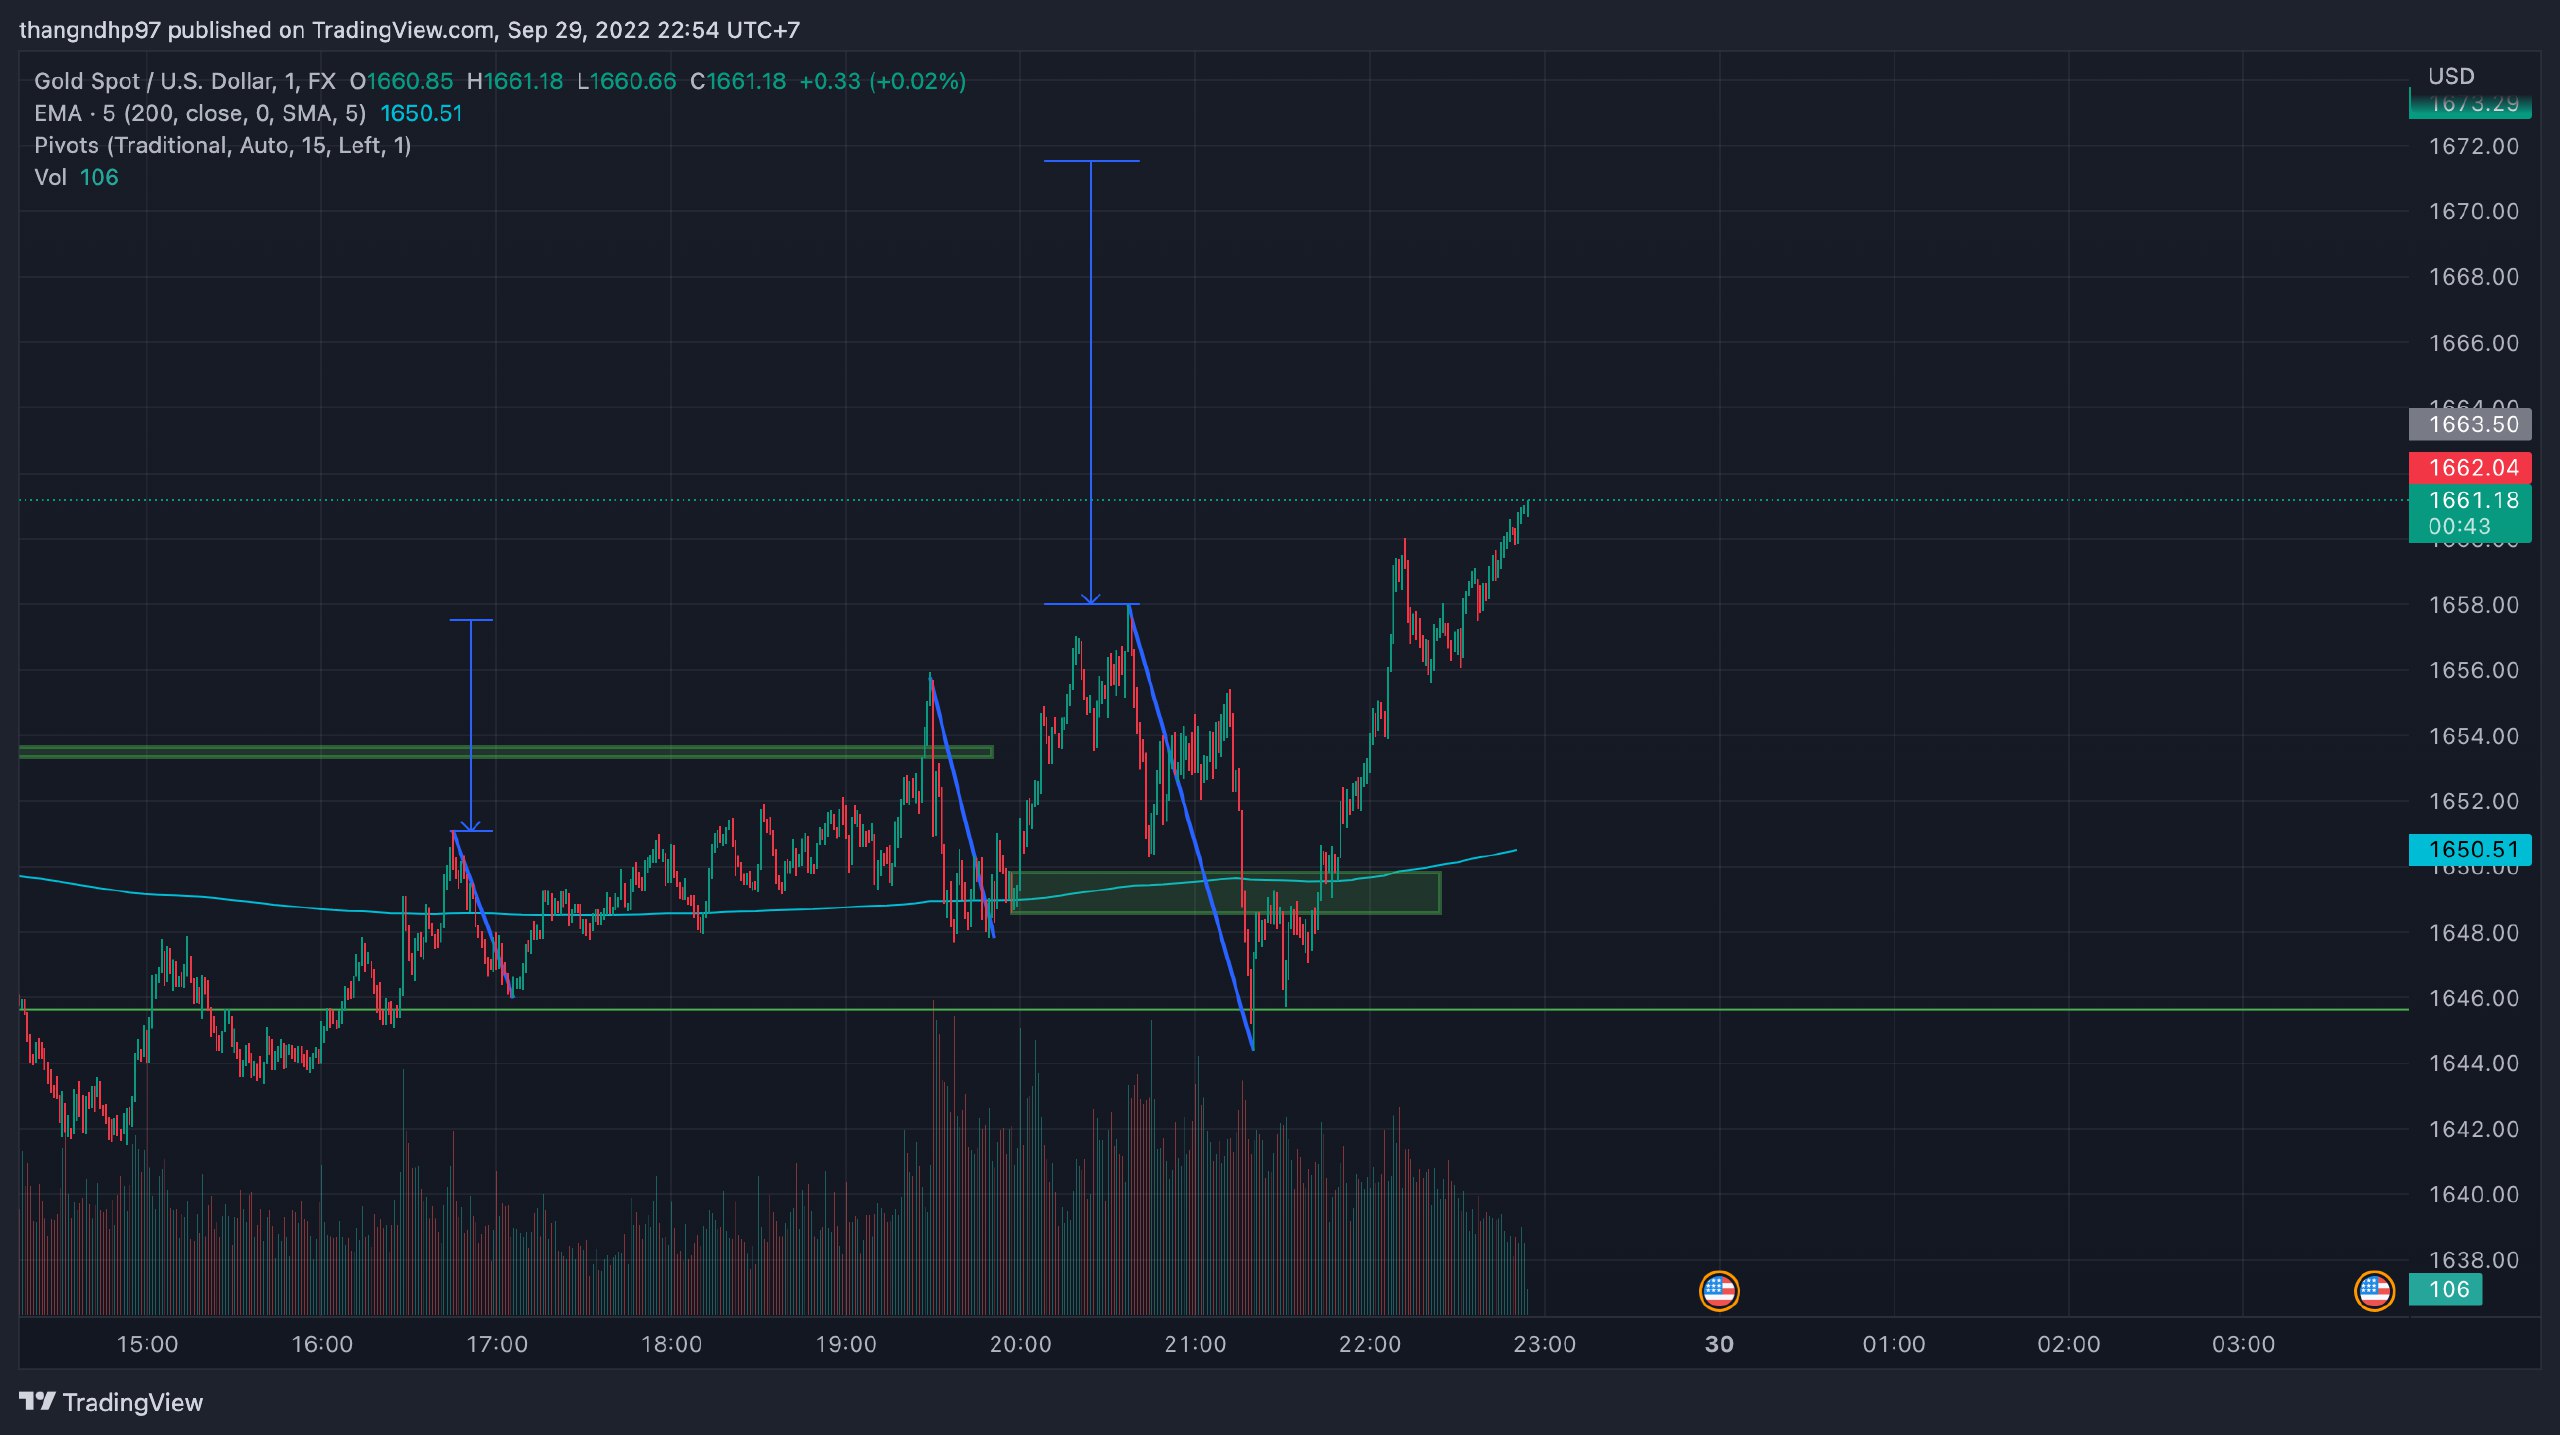 thangndhp97 published on TradingView.com, Sep 29, 2022 22:54 UTC+7
Gold Spot / U.S. Dollar, 1, FX O1660.85 H1661.18 L1660.66 C1661.18 +0.33 (+0.02%)
EMA · 5 (200, close, 0, SMA, 5) 1650.51
Pivots (Traditional, Auto, 15, Left, 1)
Vol 106
USD
1673.29
1672.00
1670.00
1668.00
1666.00
1664.00
1663.50
1662.04
1661.18
00:43
1658.00
1656.00
1654.00
1652.00
1650.51
1650.00
1648.00
1646.00
1644.00
1642.00
1640.00
1638.00
106
15:00 16:00 17:00 18:00 19:00 20:00 21:00 22:00 23:00 30 01:00 02:00 03:00
TradingView